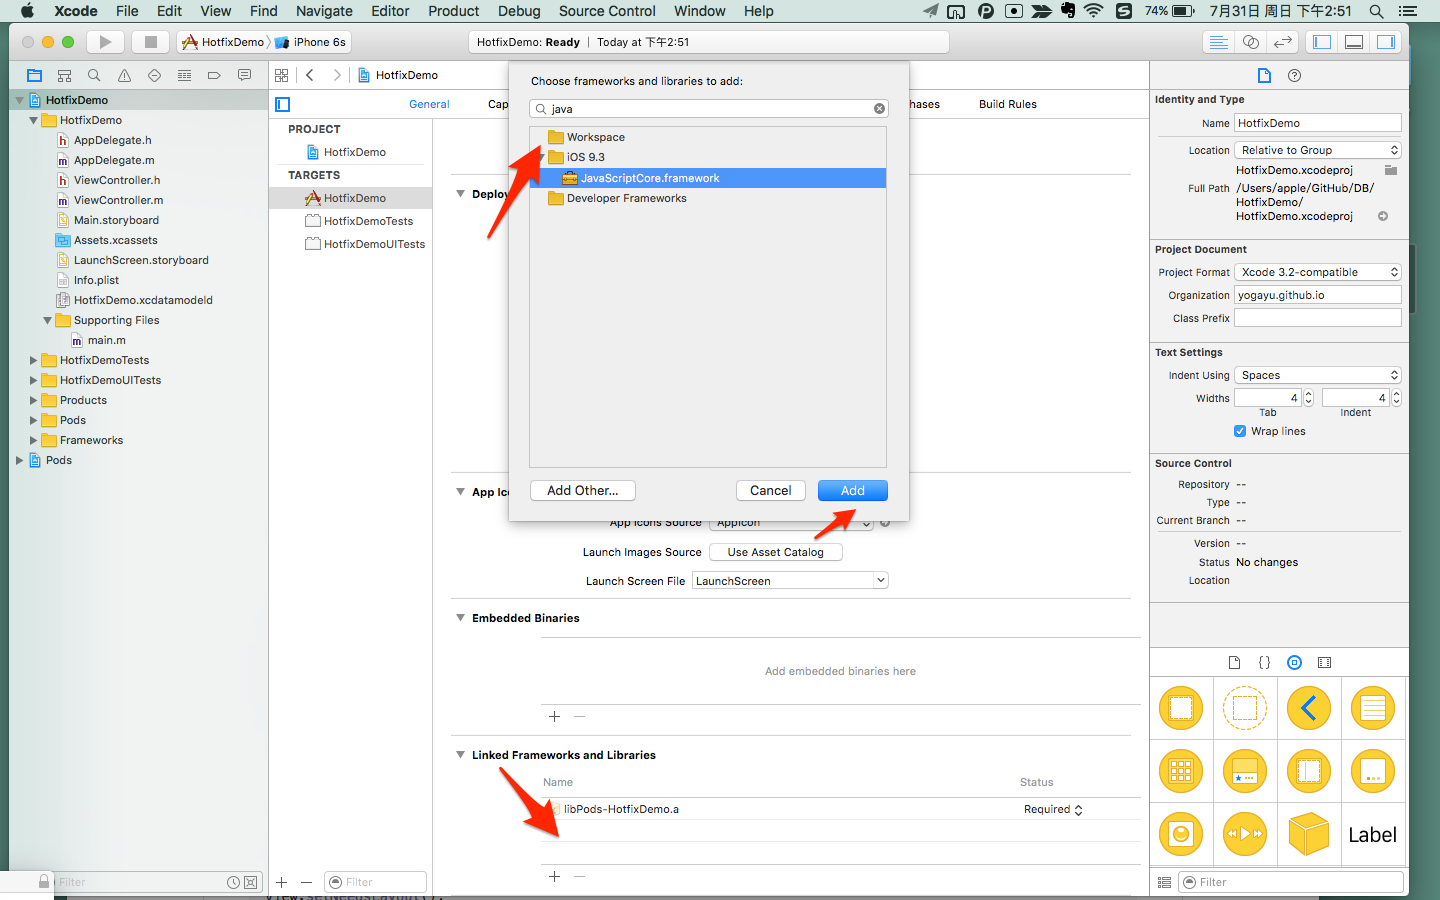 Xcode File Edit View Find Navigate Editor Product Debug Source Control Window Help 74% 7月31日 周日 下午2:51
HotfixDemo iPhone 6s
HotfixDemo: Ready | Today at 下午2:51
HotfixDemo
HotfixDemo
AppDelegate.h
AppDelegate.m
ViewController.h
ViewController.m
Main.storyboard
Assets.xcassets
LaunchScreen.storyboard
Info.plist
HotfixDemo.xcdatamodeld
Supporting Files
main.m
HotfixDemoTests
HotfixDemoUITests
Products
Pods
Frameworks
Pods
Filter
HotfixDemo
General Cap hases Build Rules
PROJECT
HotfixDemo
TARGETS
HotfixDemo
HotfixDemoTests
HotfixDemoUITests
Filter
Choose frameworks and libraries to add:
java
Workspace
iOS 9.3
JavaScriptCore.framework
Developer Frameworks
Add Other... Cancel Add
Deploy
App Ic
App Icons Source AppIcon
Launch Images Source Use Asset Catalog
Launch Screen File LaunchScreen
Embedded Binaries
Add embedded binaries here
Linked Frameworks and Libraries
Name Status
libPods-HotfixDemo.a Required
Identity and Type
Name HotfixDemo
Location Relative to Group
HotfixDemo.xcodeproj
Full Path /Users/apple/GitHub/DB/
HotfixDemo/
HotfixDemo.xcodeproj
Project Document
Project Format Xcode 3.2-compatible
Organization yogayu.github.io
Class Prefix
Text Settings
Indent Using Spaces
Widths 4 4
Tab Indent
Wrap lines
Source Control
Repository --
Type --
Current Branch --
Version --
Status No changes
Location
Label
Filter